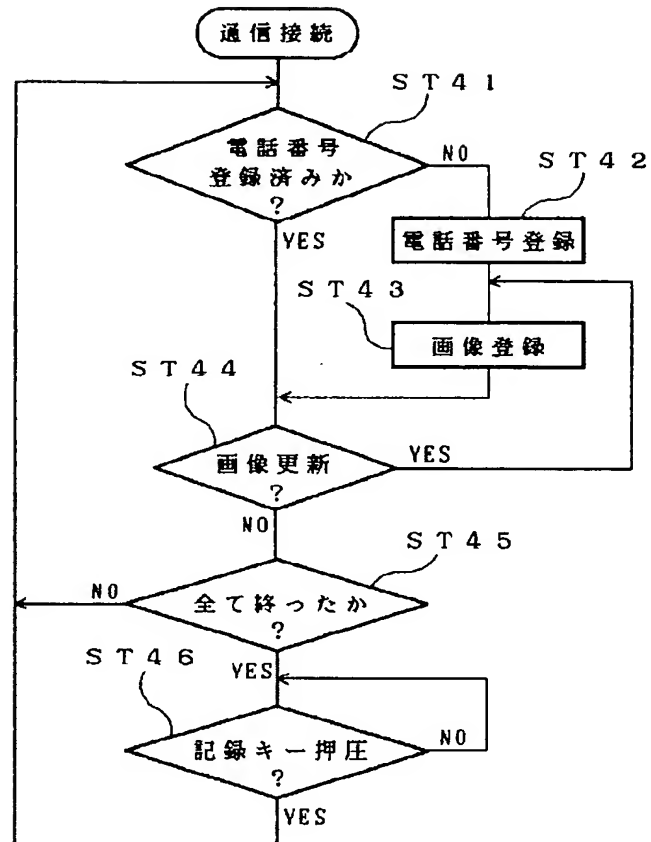 通信接続
ST41
電話番号
登録済みか
?
NO
ST42
YES
電話番号登録
ST43
画像登録
ST44
画像更新
?
YES
NO
ST45
NO
全て終ったか
?
ST46
YES
記録キー押圧
?
NO
YES